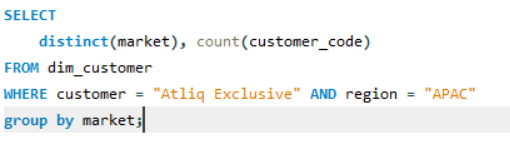 SELECT
distinct(market), count(customer_code)
FROM dim_customer
WHERE customer = "Atliq Exclusive" AND region = "APAC"
group by market;